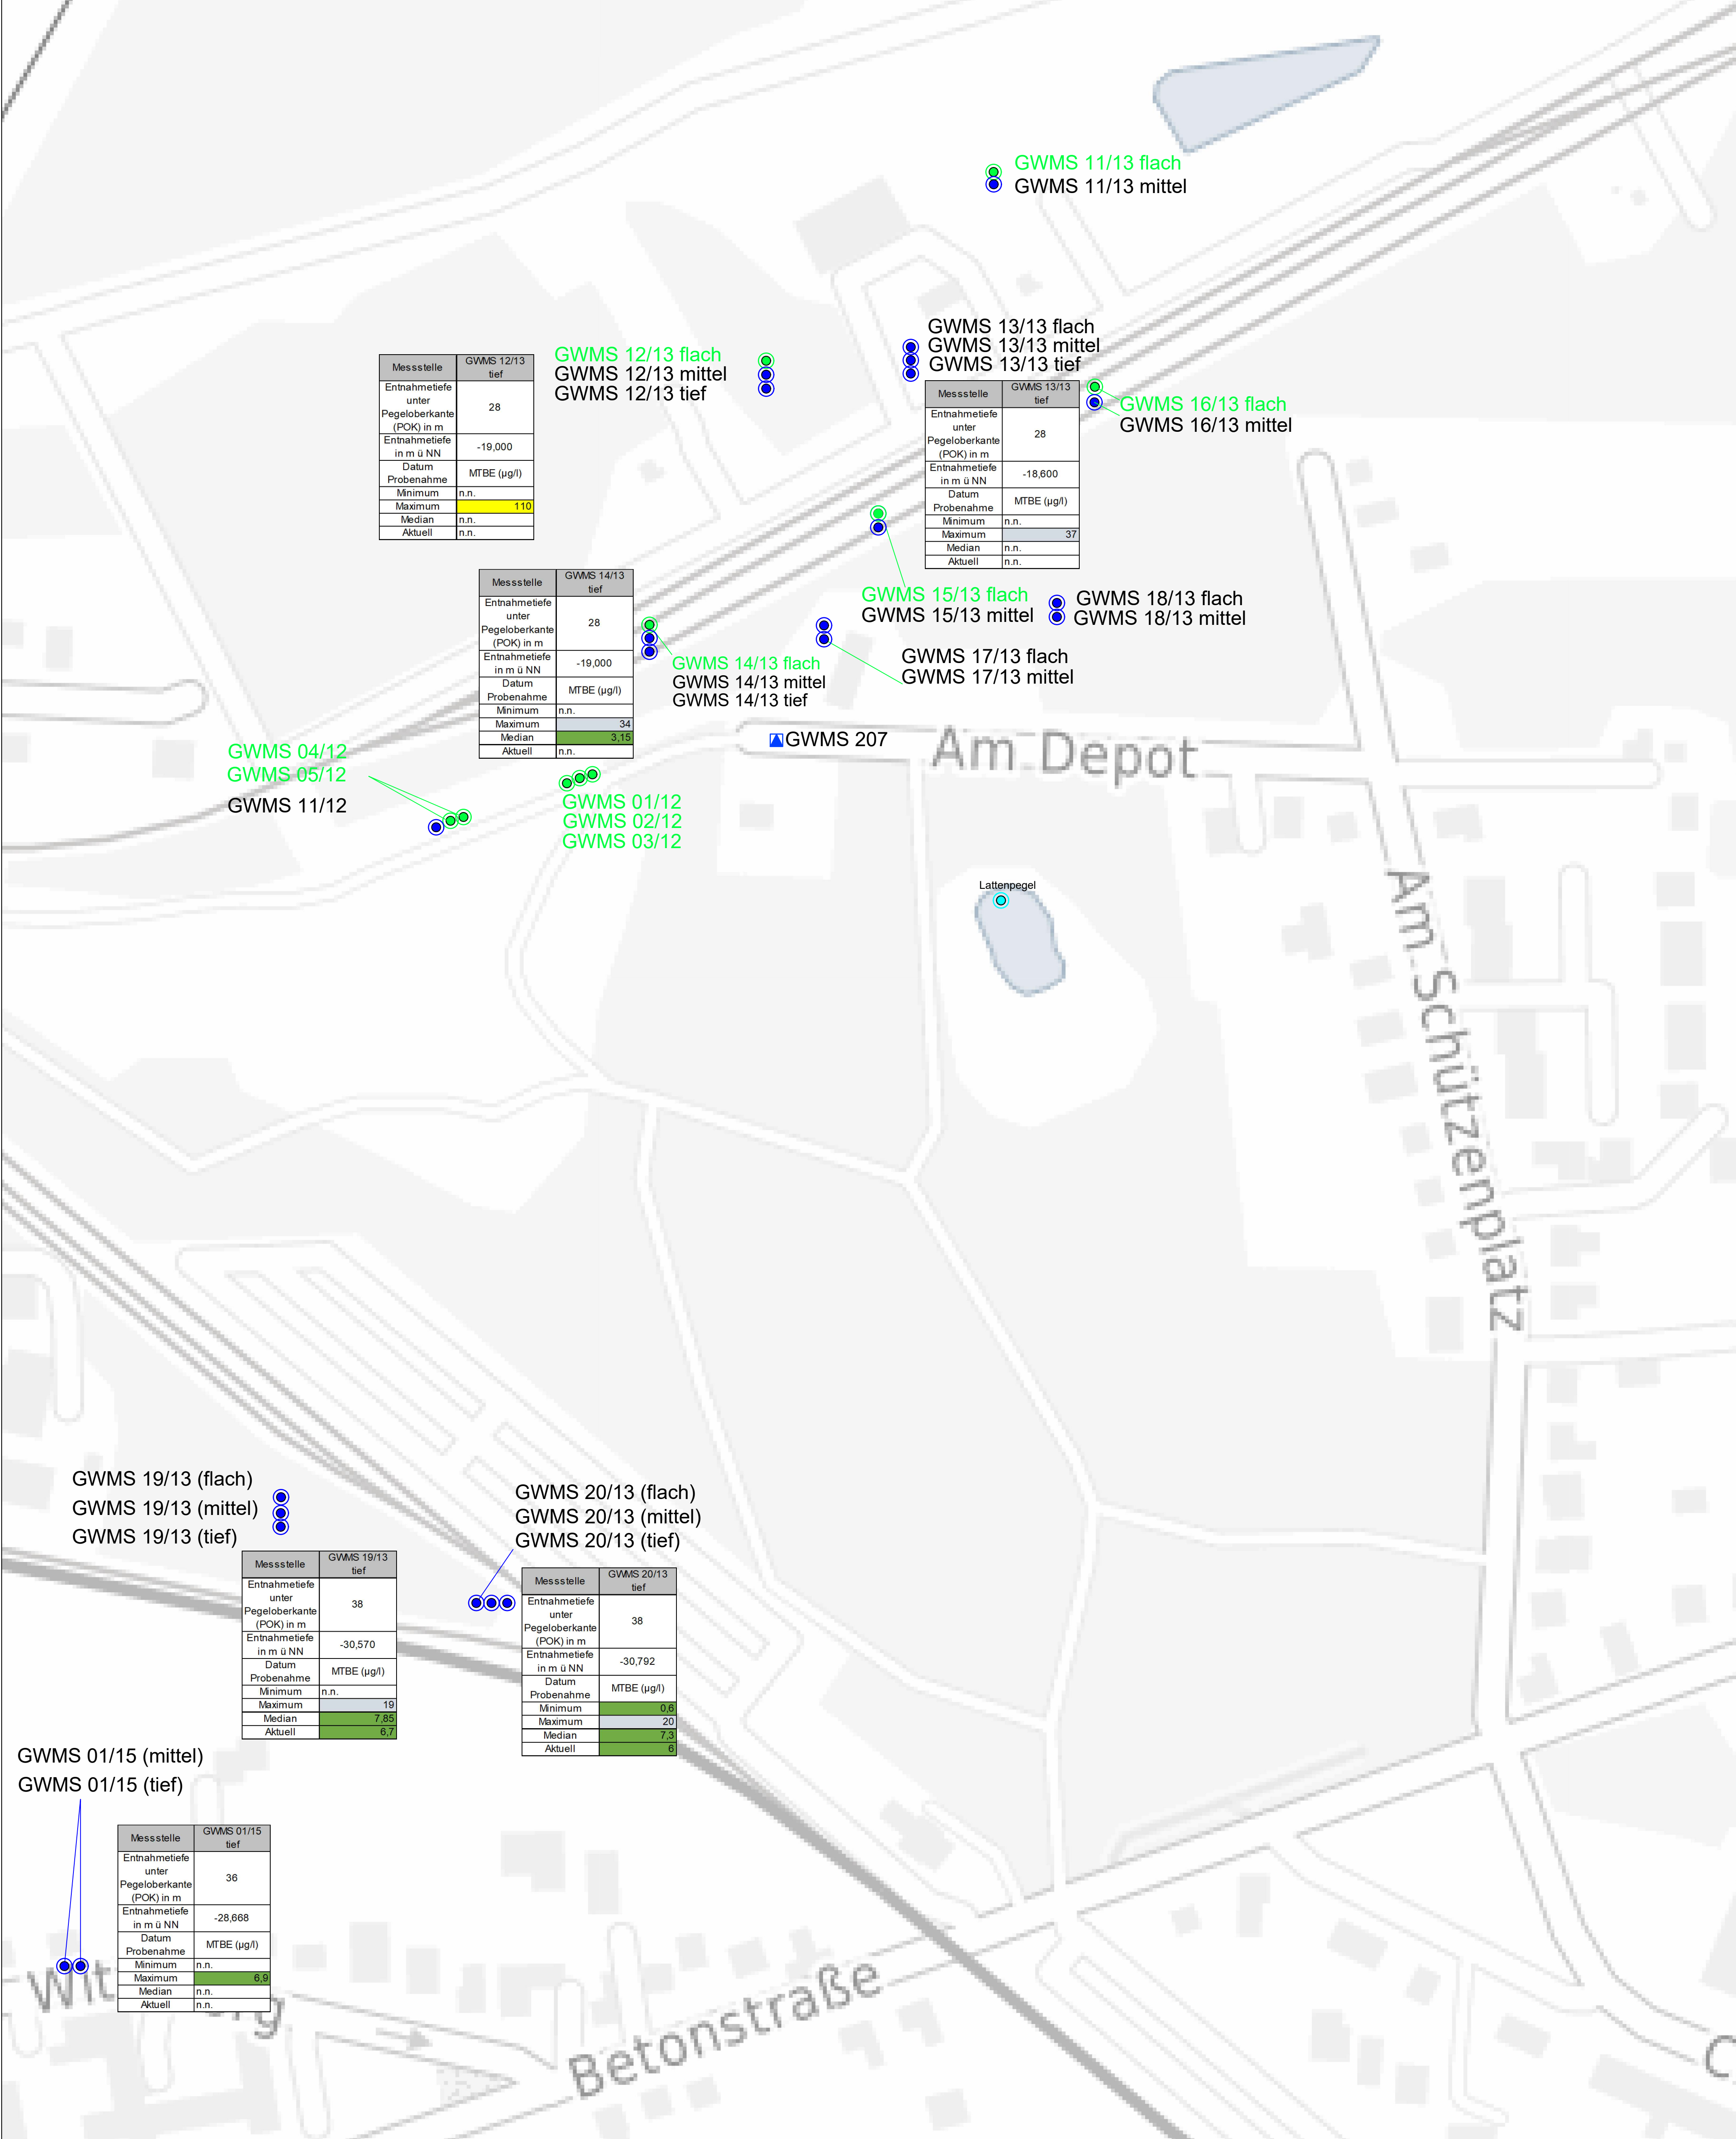 GWMS 11/13 flach
GWMS 11/13 mittel
GWMS 13/13 flach
GWMS 13/13 mittel
GWMS 13/13 tief
GWMS 12/13 flach
GWMS 12/13 mittel
GWMS 12/13 tief
Messstelle GWMS 12/13 tief
Entnahmetiefe unter Pegeloberkante (POK) in m 28
Entnahmetiefe in m ü NN -19,000
Datum Probenahme MTBE (µg/l)
Minimum n.n.
Maximum 110
Median n.n.
Aktuell n.n.
Messstelle GWMS 13/13 tief
Entnahmetiefe unter Pegeloberkante (POK) in m 28
Entnahmetiefe in m ü NN -18,600
Datum Probenahme MTBE (µg/l)
Minimum n.n.
Maximum 37
Median n.n.
Aktuell n.n.
GWMS 16/13 flach
GWMS 16/13 mittel
Messstelle GWMS 14/13 tief
Entnahmetiefe unter Pegeloberkante (POK) in m 28
Entnahmetiefe in m ü NN -19,000
Datum Probenahme MTBE (µg/l)
Minimum n.n.
Maximum 34
Median 3,15
Aktuell n.n.
GWMS 15/13 flach
GWMS 15/13 mittel
GWMS 18/13 flach
GWMS 18/13 mittel
GWMS 14/13 flach
GWMS 14/13 mittel
GWMS 14/13 tief
GWMS 17/13 flach
GWMS 17/13 mittel
GWMS 207
Am Depot
GWMS 04/12
GWMS 05/12
GWMS 11/12
GWMS 01/12
GWMS 02/12
GWMS 03/12
Lattenpegel
Am Schützenplatz
GWMS 19/13 (flach)
GWMS 19/13 (mittel)
GWMS 19/13 (tief)
GWMS 20/13 (flach)
GWMS 20/13 (mittel)
GWMS 20/13 (tief)
Messstelle GWMS 19/13 tief
Entnahmetiefe unter Pegeloberkante (POK) in m 38
Entnahmetiefe in m ü NN -30,570
Datum Probenahme MTBE (µg/l)
Minimum n.n.
Maximum 19
Median 7,85
Aktuell 6,7
Messstelle GWMS 20/13 tief
Entnahmetiefe unter Pegeloberkante (POK) in m 38
Entnahmetiefe in m ü NN -30,792
Datum Probenahme MTBE (µg/l)
Minimum 0,6
Maximum 20
Median 7,3
Aktuell 6
GWMS 01/15 (mittel)
GWMS 01/15 (tief)
Messstelle GWMS 01/15 tief
Entnahmetiefe unter Pegeloberkante (POK) in m 36
Entnahmetiefe in m ü NN -28,668
Datum Probenahme MTBE (µg/l)
Minimum n.n.
Maximum 6,9
Median n.n.
Aktuell n.n.
Betonstraße